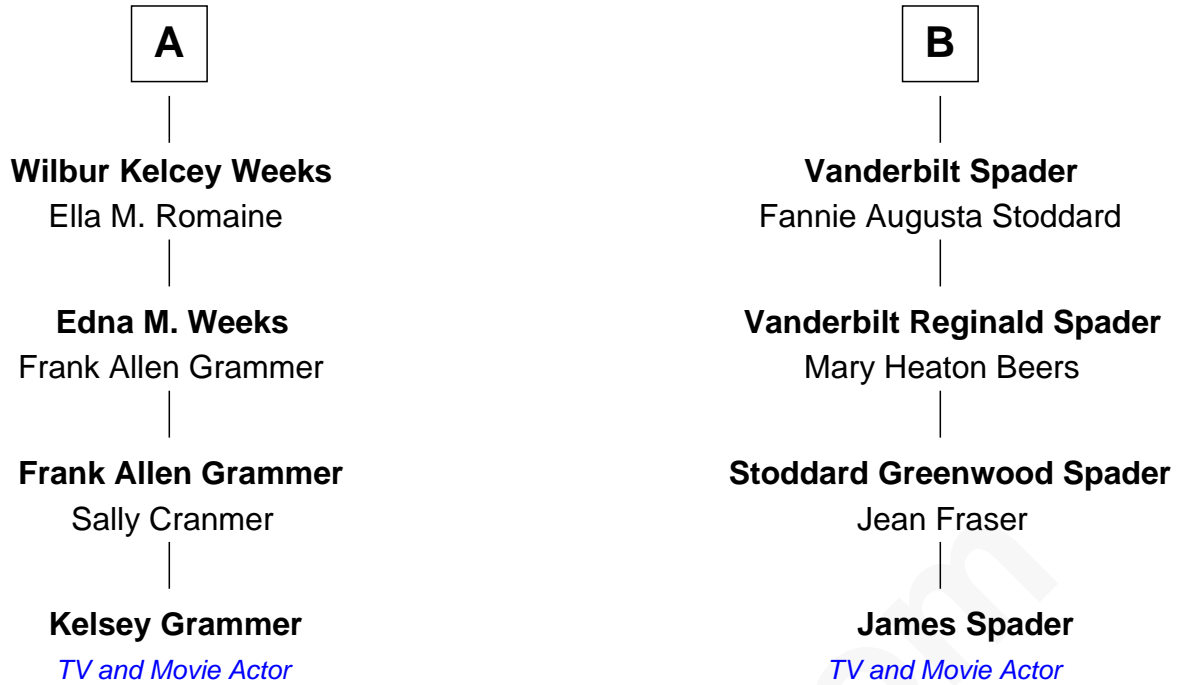 A
Wilbur Kelcey Weeks
Ella M. Romaine
Edna M. Weeks
Frank Allen Grammer
Frank Allen Grammer
Sally Cranmer
Kelsey Grammer
TV and Movie Actor
B
Vanderbilt Spader
Fannie Augusta Stoddard
Vanderbilt Reginald Spader
Mary Heaton Beers
Stoddard Greenwood Spader
Jean Fraser
James Spader
TV and Movie Actor